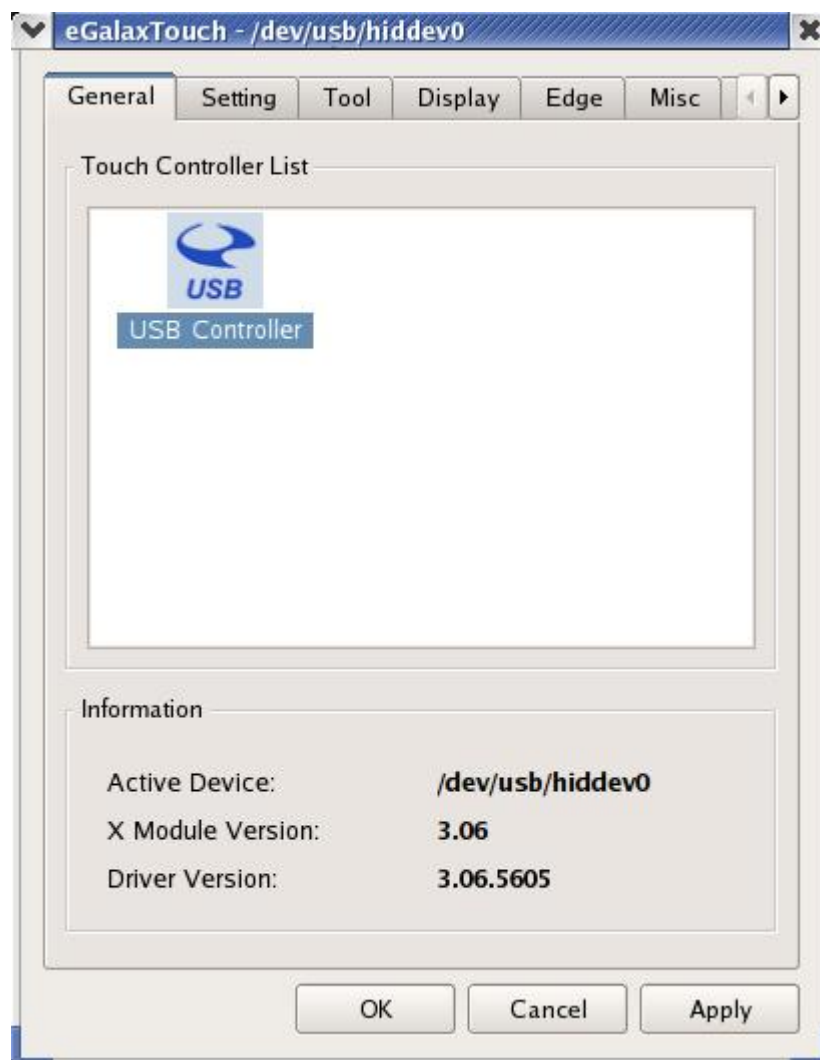 eGalaxTouch - /dev/usb/hiddev0
General Setting Tool Display Edge Misc
Touch Controller List
USB
USB Controller
Information
Active Device: /dev/usb/hiddev0
X Module Version: 3.06
Driver Version: 3.06.5605
OK Cancel Apply